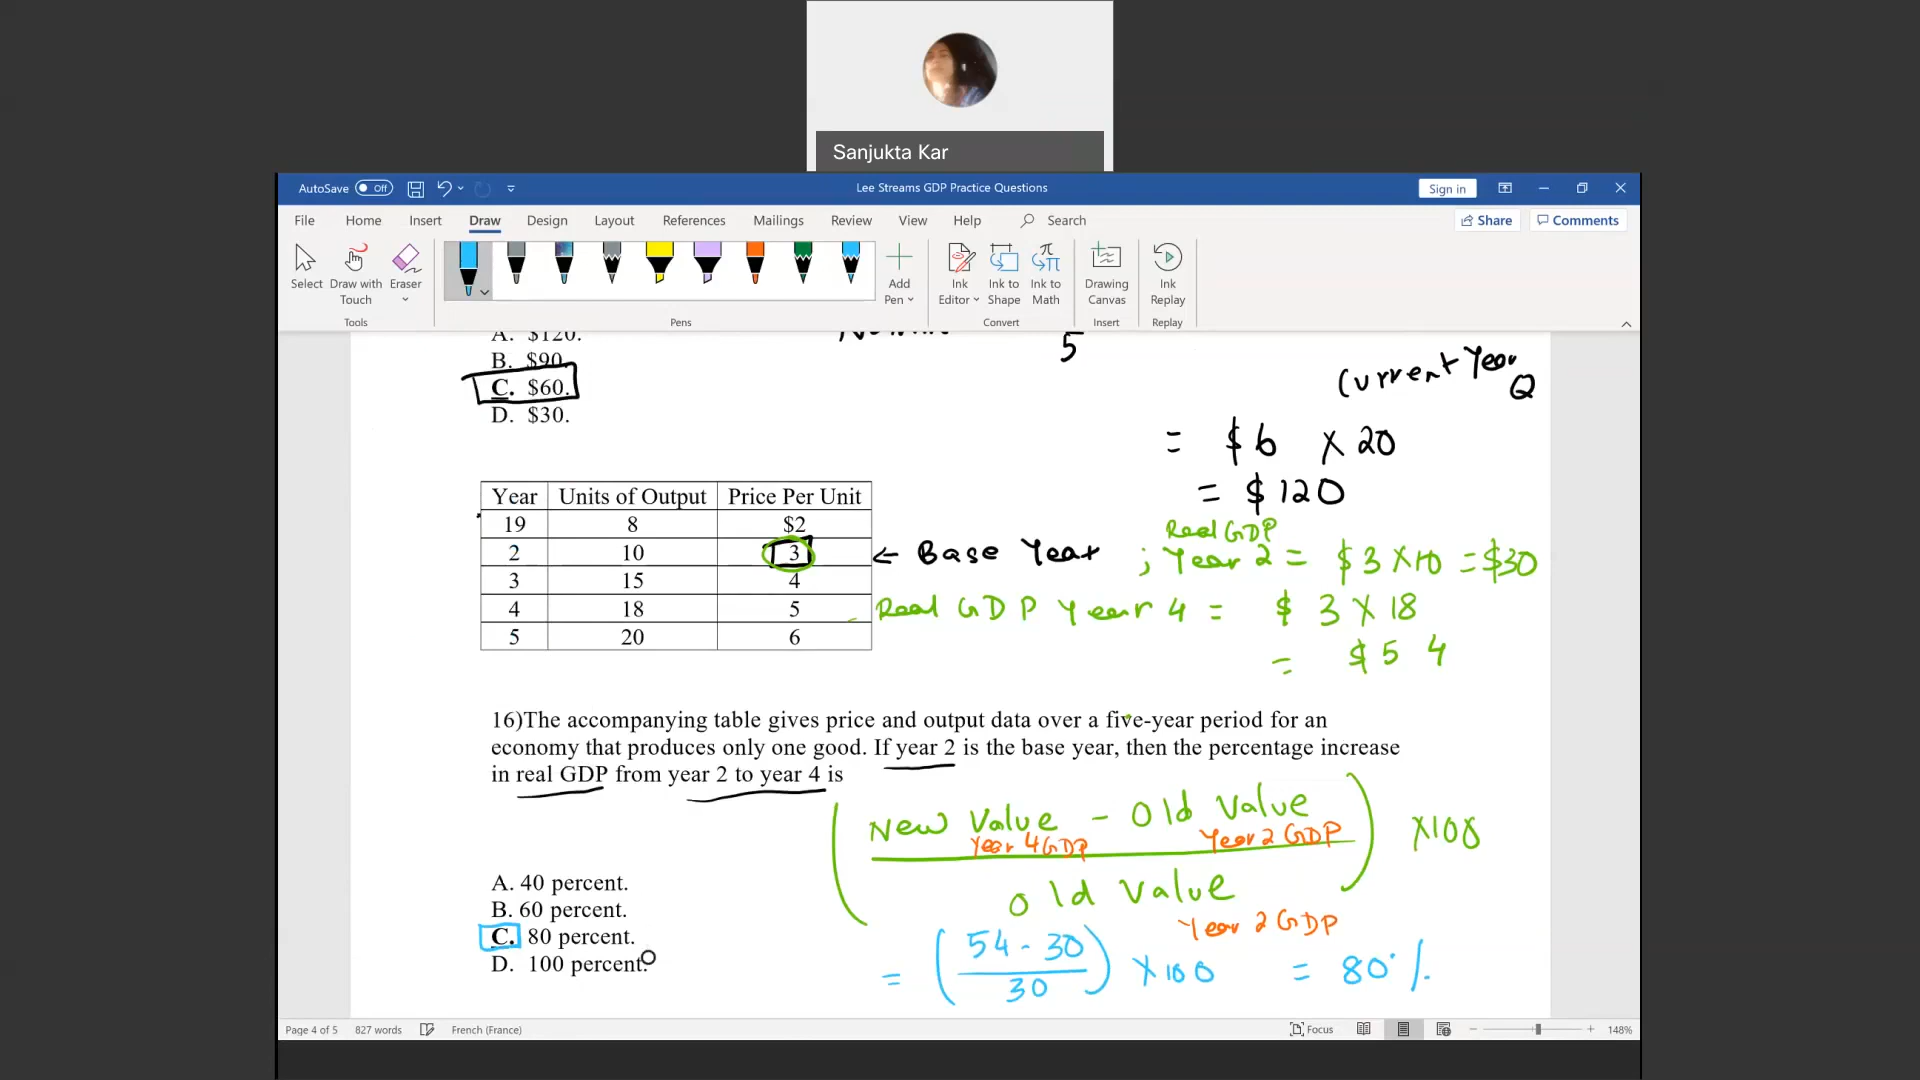 Sanjukta Kar
AutoSave Off
Lee Streams GDP Practice Questions
Sign in
File Home Insert Draw Design Layout References Mailings Review View Help Search
Share Comments
Select Draw with Touch Eraser
Add Pen
Ink Editor Ink to Shape Ink to Math
Drawing Canvas
Ink Replay
Tools Pens Convert Insert Replay
A. $120.
B. $90.
C. $60.
D. $30.
5
Current Year
Q
= $6 X 20
= $120
Year Units of Output Price Per Unit
19 8 $2
2 10 3
3 15 4
4 18 5
5 20 6
← Base Year
Real GDP
; Year 2 = $3 X 10 = $30
Real GDP Year 4 = $ 3 X 18
= $54
16)The accompanying table gives price and output data over a five-year period for an
economy that produces only one good. If year 2 is the base year, then the percentage increase
in real GDP from year 2 to year 4 is
(New Value - Old Value) X100
Year 4 GDP Year 2 GDP
Old Value
Year 2 GDP
A. 40 percent.
B. 60 percent.
C. 80 percent.
D. 100 percent.
= (54 - 30) X 100 = 80%
30
Page 4 of 5 827 words French (France)
Focus 148%